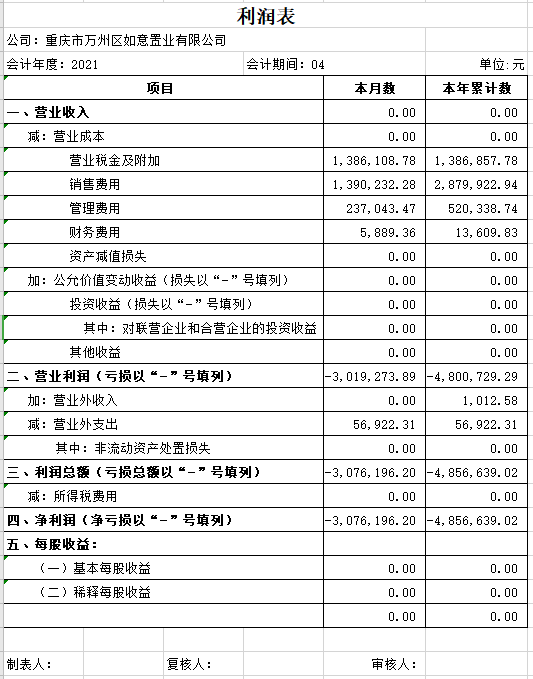 利润表
公司：重庆市万州区如意置业有限公司
会计年度：2021 会计期间：04 单位:元
项目 本月数 本年累计数
一、营业收入 0.00 0.00
减：营业成本 0.00 0.00
营业税金及附加 1,386,108.78 1,386,857.78
销售费用 1,390,232.28 2,879,922.94
管理费用 237,043.47 520,338.74
财务费用 5,889.36 13,609.83
资产减值损失 0.00 0.00
加：公允价值变动收益（损失以“-”号填列） 0.00 0.00
投资收益（损失以“-”号填列） 0.00 0.00
其中：对联营企业和合营企业的投资收益 0.00 0.00
其他收益 0.00 0.00
二、营业利润（亏损以“-”号填列） -3,019,273.89 -4,800,729.29
加：营业外收入 0.00 1,012.58
减：营业外支出 56,922.31 56,922.31
其中：非流动资产处置损失 0.00 0.00
三、利润总额（亏损总额以“-”号填列） -3,076,196.20 -4,856,639.02
减：所得税费用 0.00 0.00
四、净利润（净亏损以“-”号填列） -3,076,196.20 -4,856,639.02
五、每股收益：
（一）基本每股收益 0.00 0.00
（二）稀释每股收益 0.00 0.00
0.00 0.00
制表人： 复核人： 审核人：